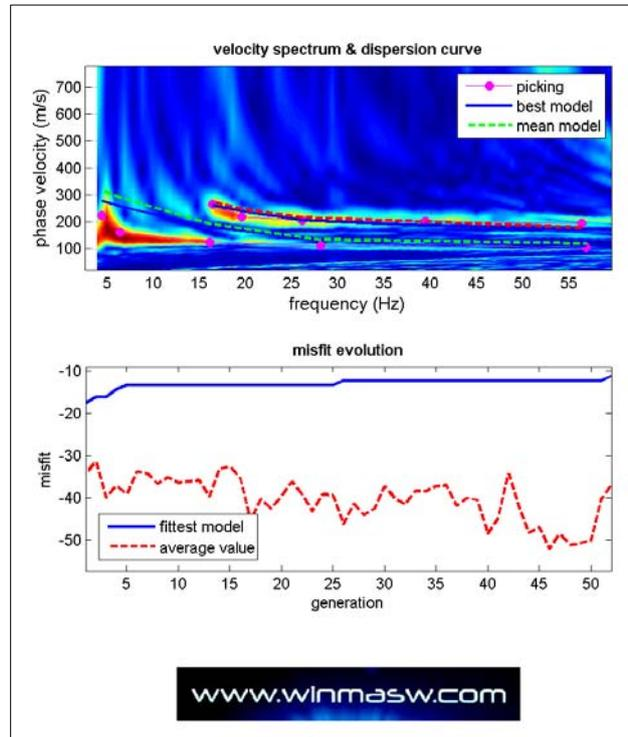 velocity spectrum & dispersion curve
phase velocity (m/s)
700
600
500
400
300
200
100
picking
best model
mean model
5 10 15 20 25 30 35 40 45 50 55
frequency (Hz)
misfit evolution
misfit
-10
-20
-30
-40
-50
fittest model
average value
5 10 15 20 25 30 35 40 45 50
generation
www.winmasw.com